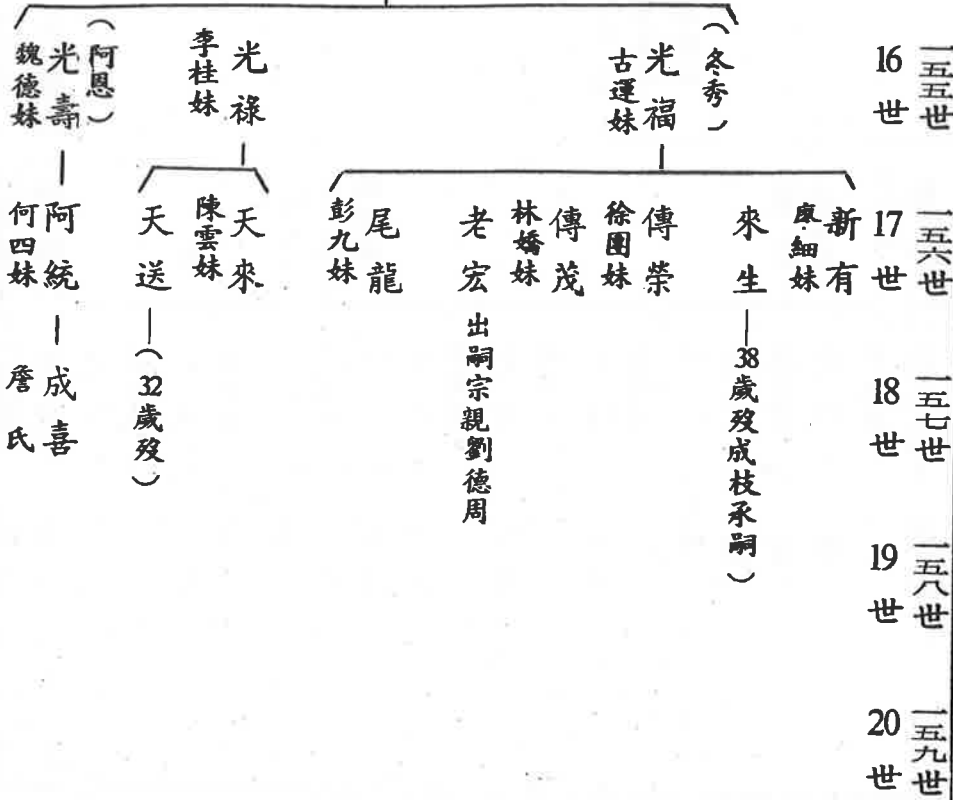 一五五世
16世
(冬秀)
光福
古運妹
光祿
李桂妹
(阿恩)
光壽
魏德妹
一五六世
17世
新有
廖細妹
來生
傳榮
徐團妹
傳茂
林嬌妹
老宏
尾龍
彭九妹
天來
陳雲妹
天送
阿統
何四妹
一五七世
18世
38歲歿成枝承嗣)
出嗣宗親劉德周
(32歲歿)
成喜
詹氏
一五八世
19世
一五九世
20世